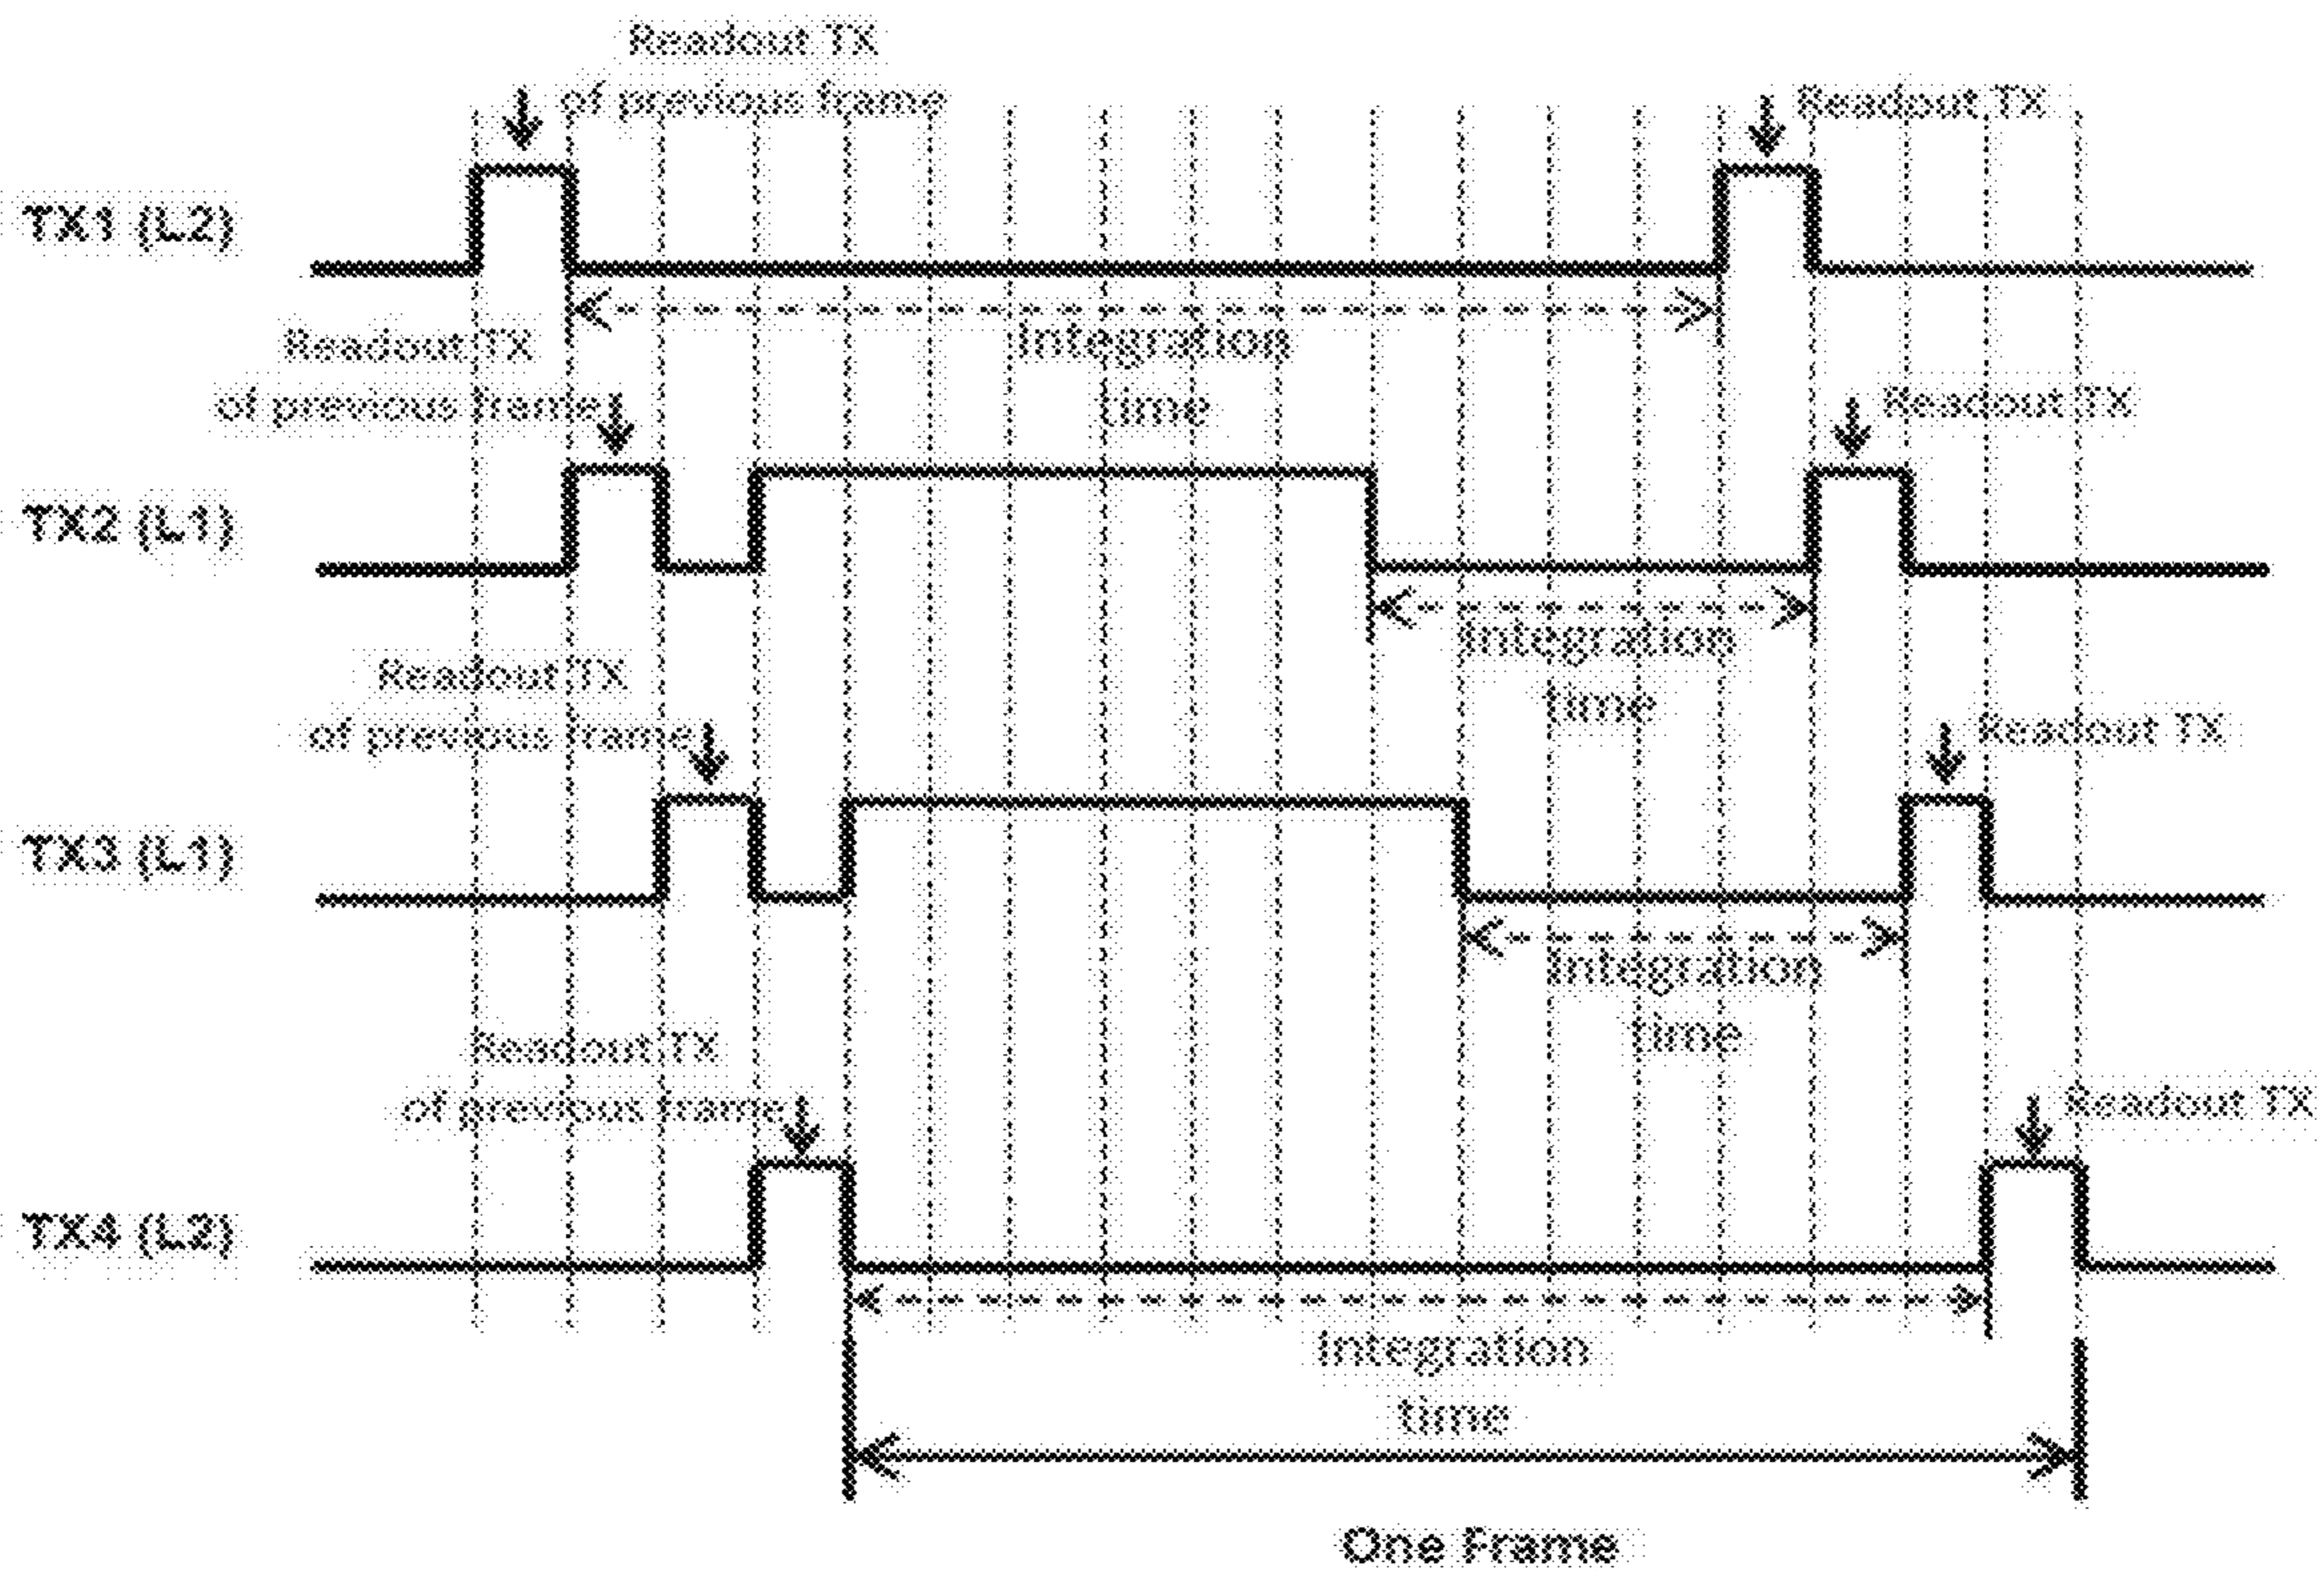 Readout TX
of previous frame
Readout TX
TX1 (L2)
Integration
time
Readout TX
of previous frame
Readout TX
TX2 (L1)
Integration
time
Readout TX
of previous frame
Readout TX
TX3 (L1)
Integration
time
Readout TX
of previous frame
Readout TX
TX4 (L2)
Integration
time
One Frame